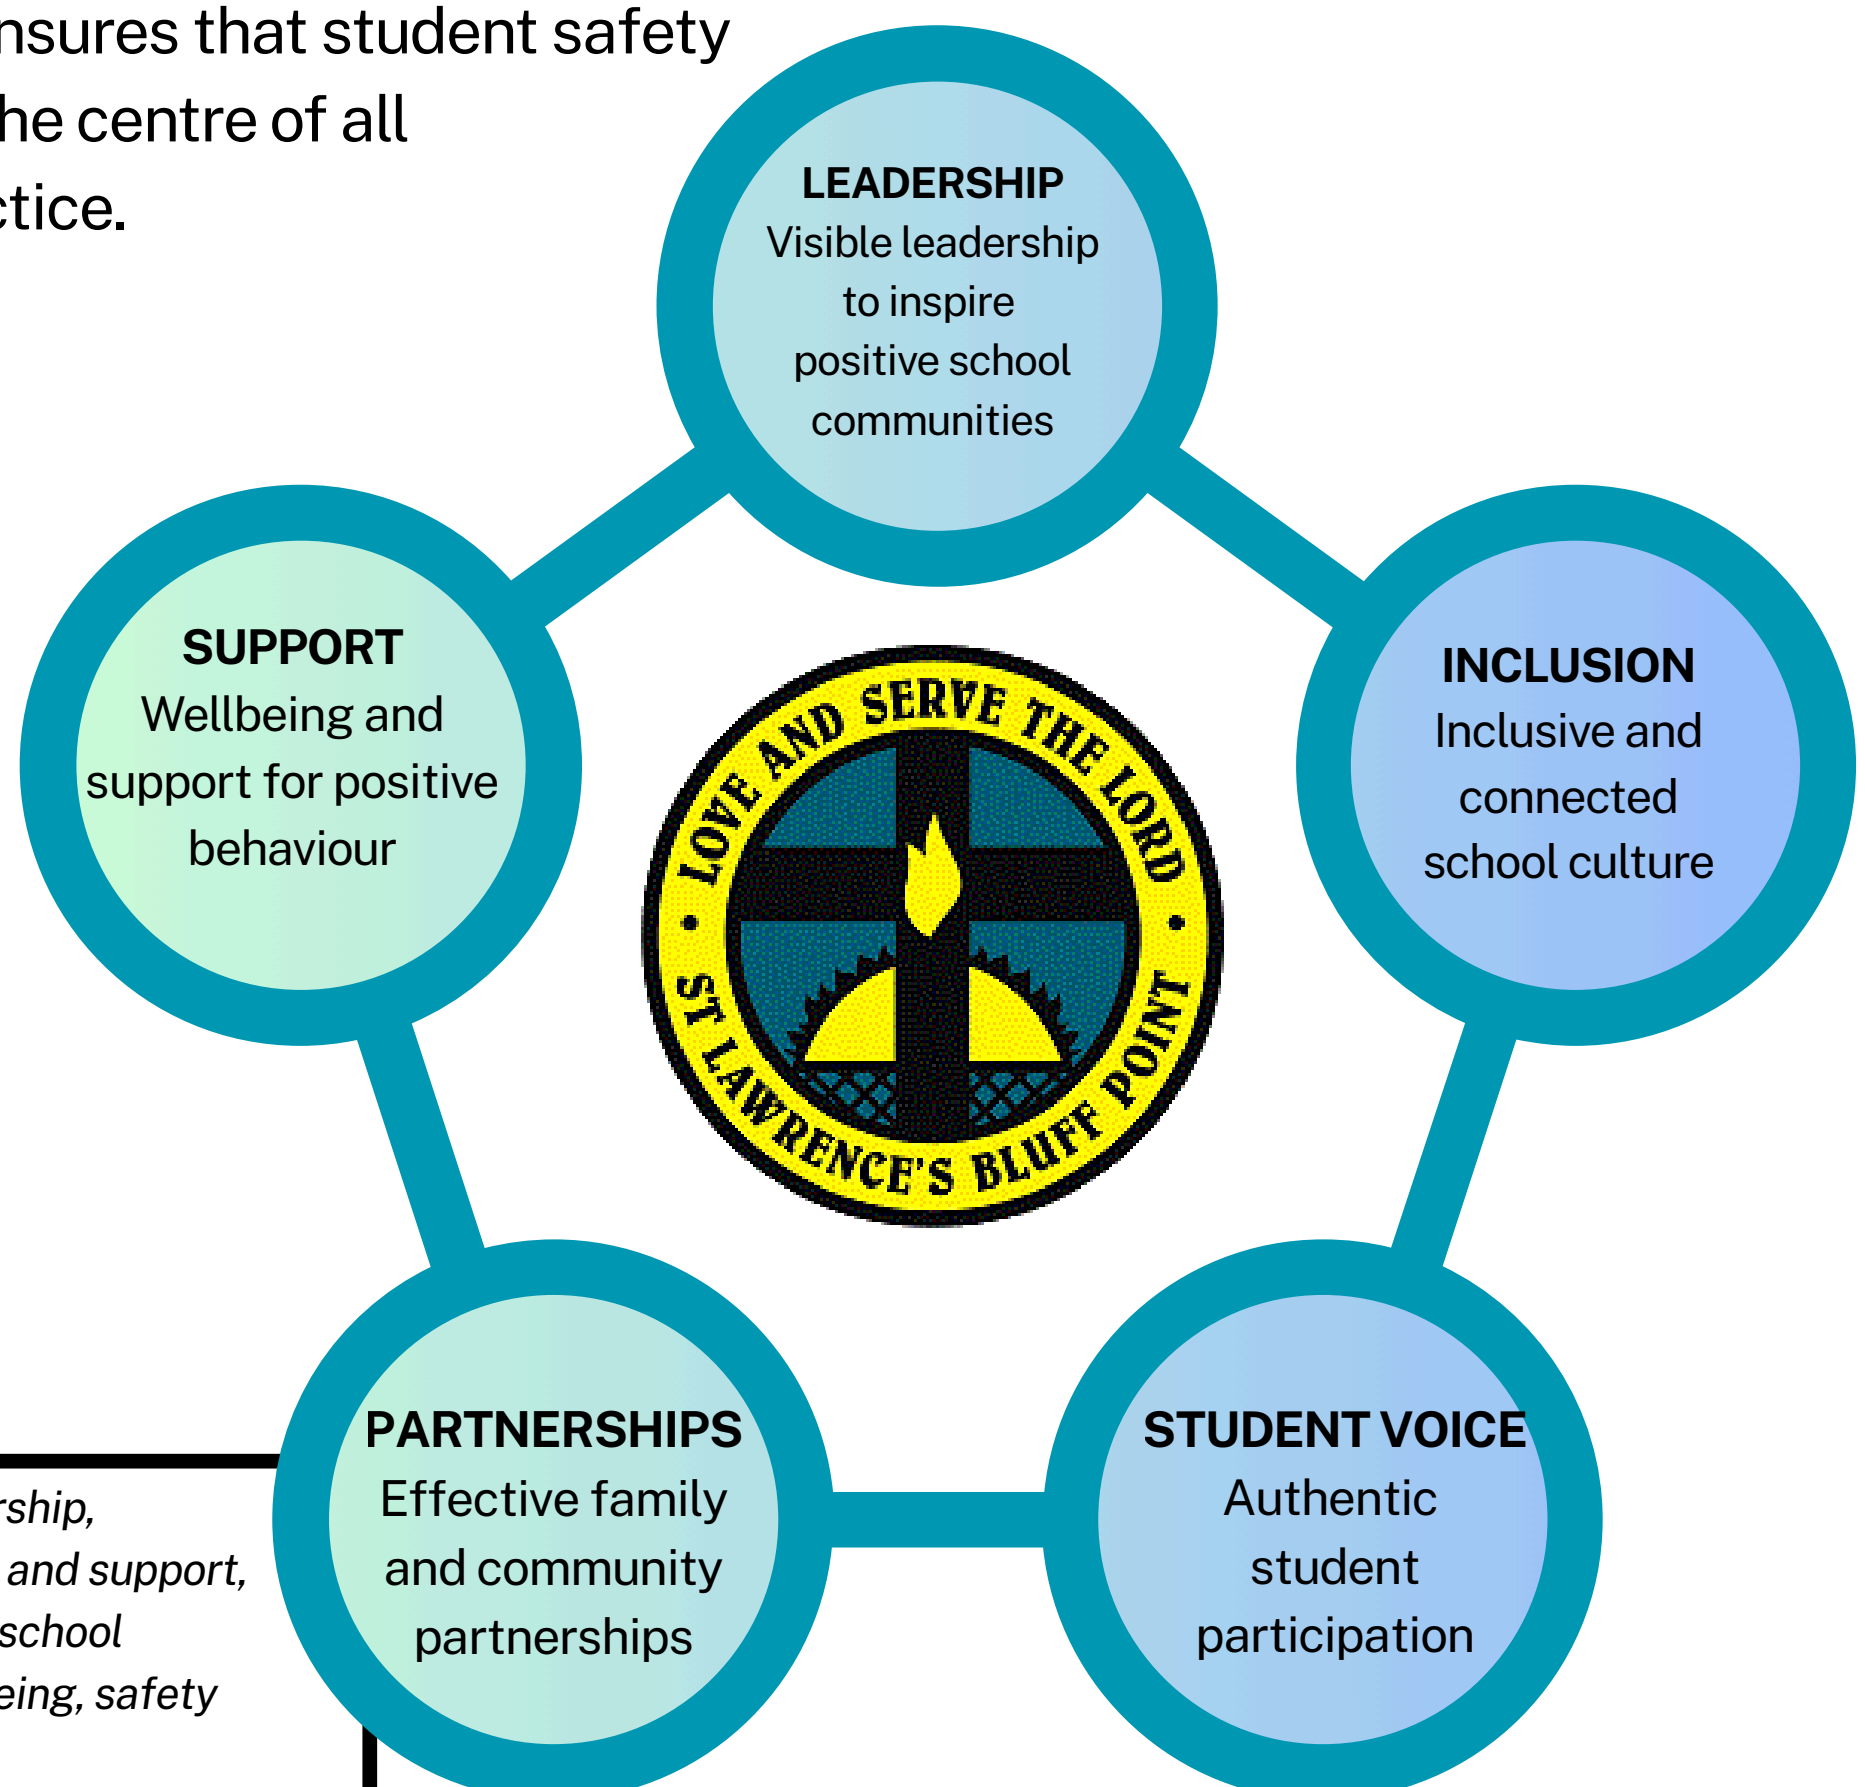 nsures that student safety
he centre of all
ctice.
LEADERSHIP
Visible leadership
to inspire
positive school
communities
SUPPORT
Wellbeing and
support for positive
behaviour
INCLUSION
Inclusive and
connected
school culture
LOVE AND SERVE THE LORD
ST LAWRENCE'S BLUFF POINT
PARTNERSHIPS
Effective family
and community
partnerships
STUDENT VOICE
Authentic
student
participation
rship,
and support,
school
eing, safety